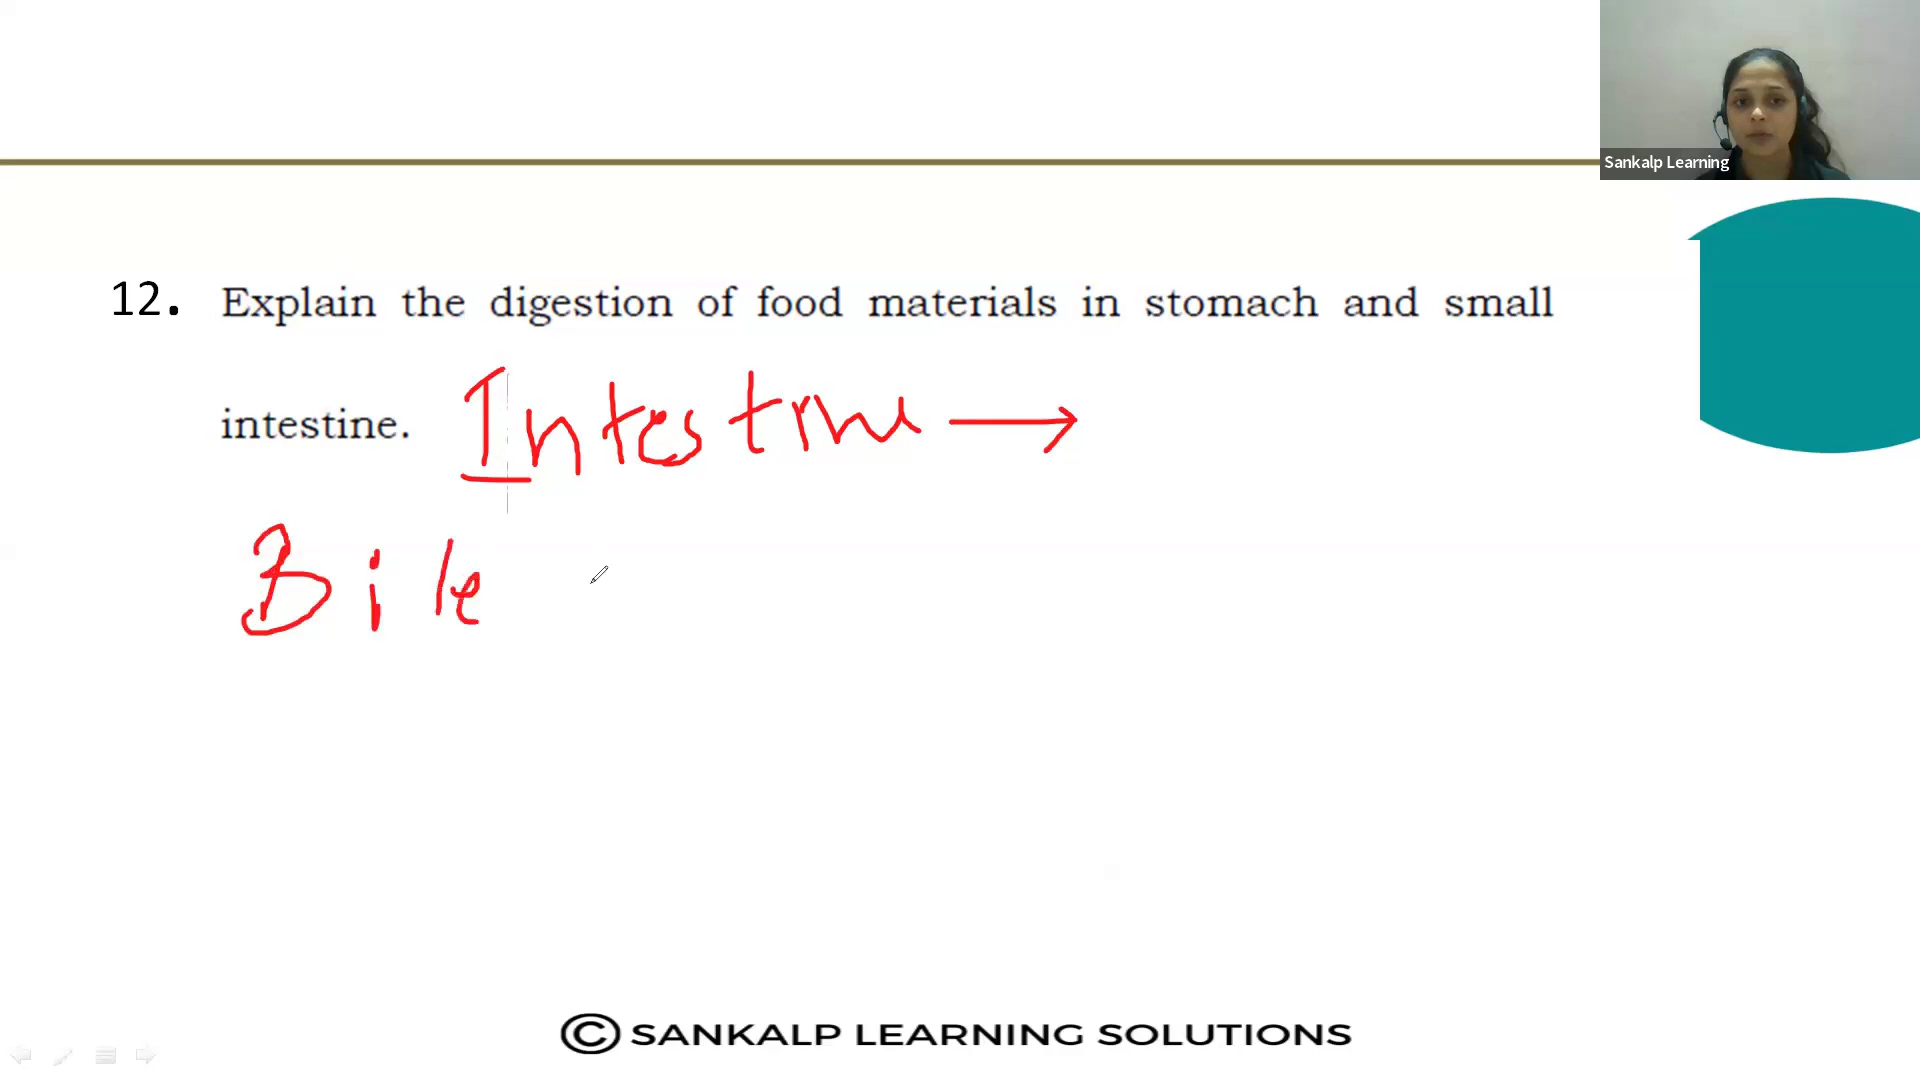 Sankalp Learning
12. Explain the digestion of food materials in stomach and small
intestine. Intestine →
Bile
© SANKALP LEARNING SOLUTIONS